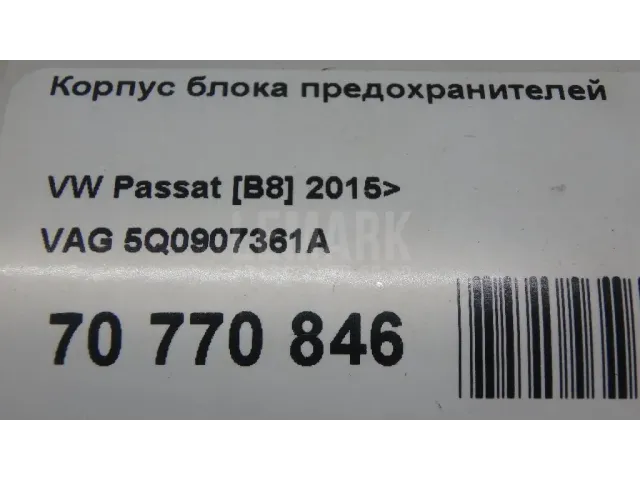 Корпус блока предохранителей
VW Passat [B8] 2015>
LEMARK
VAG 5Q0907361A
70 770 846